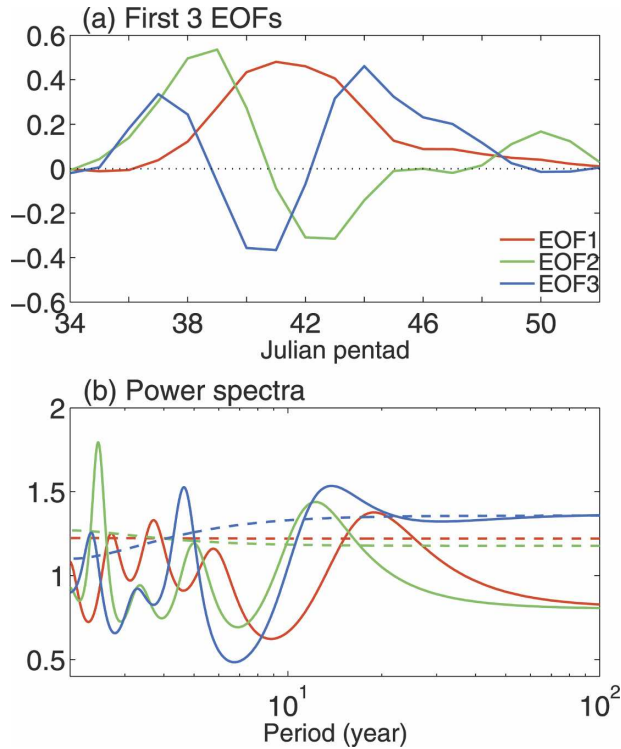 (a) First 3 EOFs
0.6
0.4
0.2
0
−0.2
−0.4
−0.6
EOF1
EOF2
EOF3
34 38 42 46 50
Julian pentad
(b) Power spectra
2
1.5
1
0.5
10^1 10^2
Period (year)